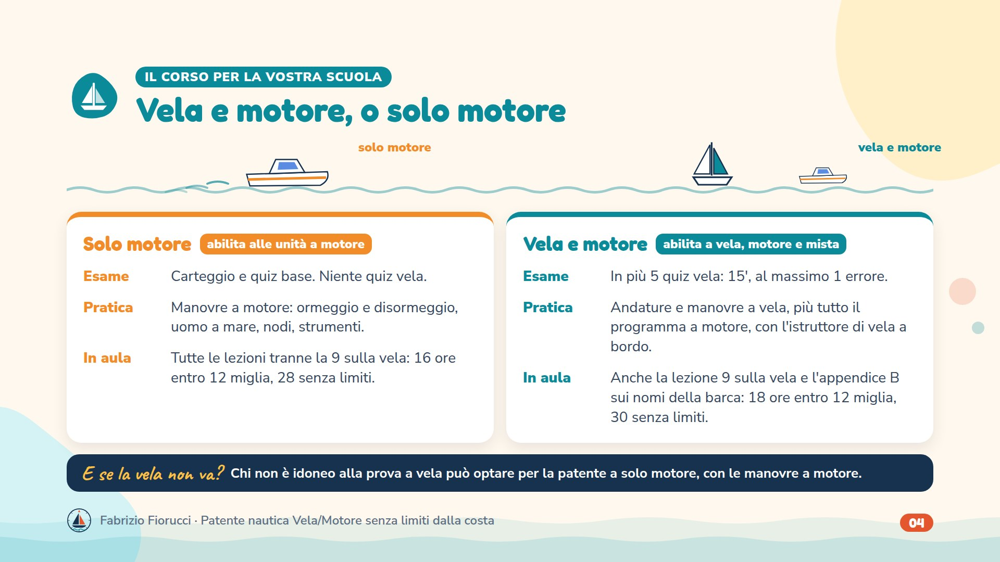 IL CORSO PER LA VOSTRA SCUOLA
Vela e motore, o solo motore
solo motore
vela e motore
Solo motore
abilita alle unità a motore
Esame
Carteggio e quiz base. Niente quiz vela.
Pratica
Manovre a motore: ormeggio e disormeggio,
uomo a mare, nodi, strumenti.
In aula
Tutte le lezioni tranne la 9 sulla vela: 16 ore
entro 12 miglia, 28 senza limiti.
Vela e motore
abilita a vela, motore e mista
Esame
In più 5 quiz vela: 15', al massimo 1 errore.
Pratica
Andature e manovre a vela, più tutto il
programma a motore, con l'istruttore di vela a
bordo.
In aula
Anche la lezione 9 sulla vela e l'appendice B
sui nomi della barca: 18 ore entro 12 miglia,
30 senza limiti.
E se la vela non va? Chi non è idoneo alla prova a vela può optare per la patente a solo motore, con le manovre a motore.
Fabrizio Fiorucci · Patente nautica Vela/Motore senza limiti dalla costa
04